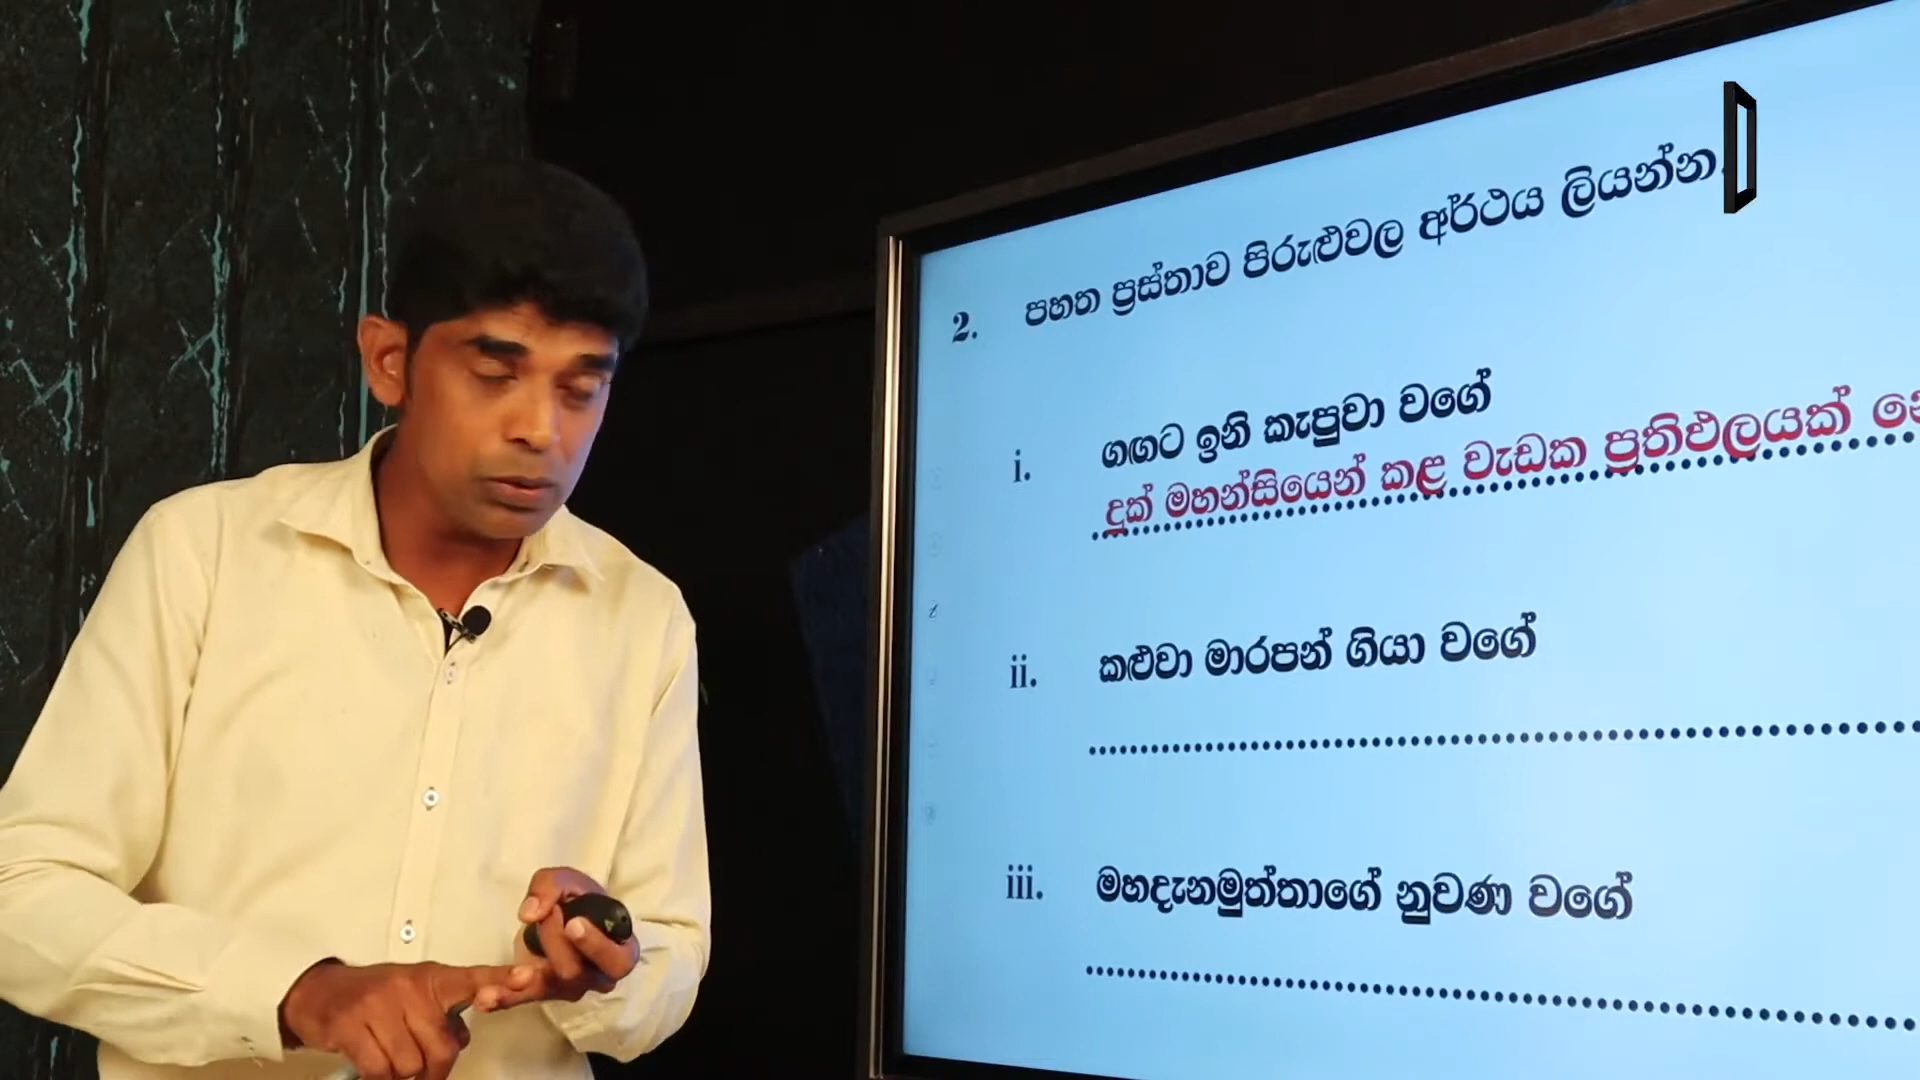 2. පහත ප්‍රස්තාව පිරුළුවල අර්ථය ලියන්න.
i. ගඟට ඉනි කැපුවා වගේ
දුක් මහන්සියෙන් කළ වැඩක ප්‍රතිඵලයක්
ii. කළුවා මාරපන් ගියා වගේ
iii. මහදැනමුත්තාගේ නුවණ වගේ